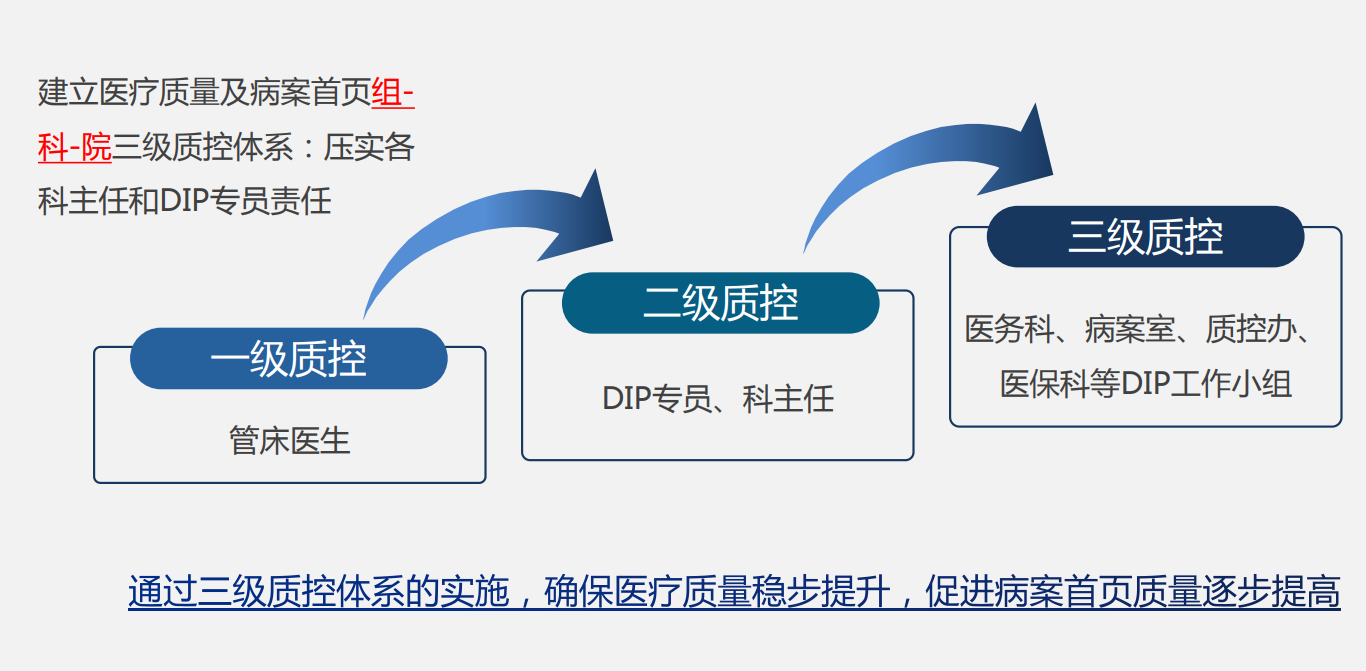 建立医疗质量及病案首页组-
科-院三级质控体系：压实各
科主任和DIP专员责任
一级质控
管床医生
二级质控
DIP专员、科主任
三级质控
医务科、病案室、质控办、
医保科等DIP工作小组
通过三级质控体系的实施，确保医疗质量稳步提升，促进病案首页质量逐步提高